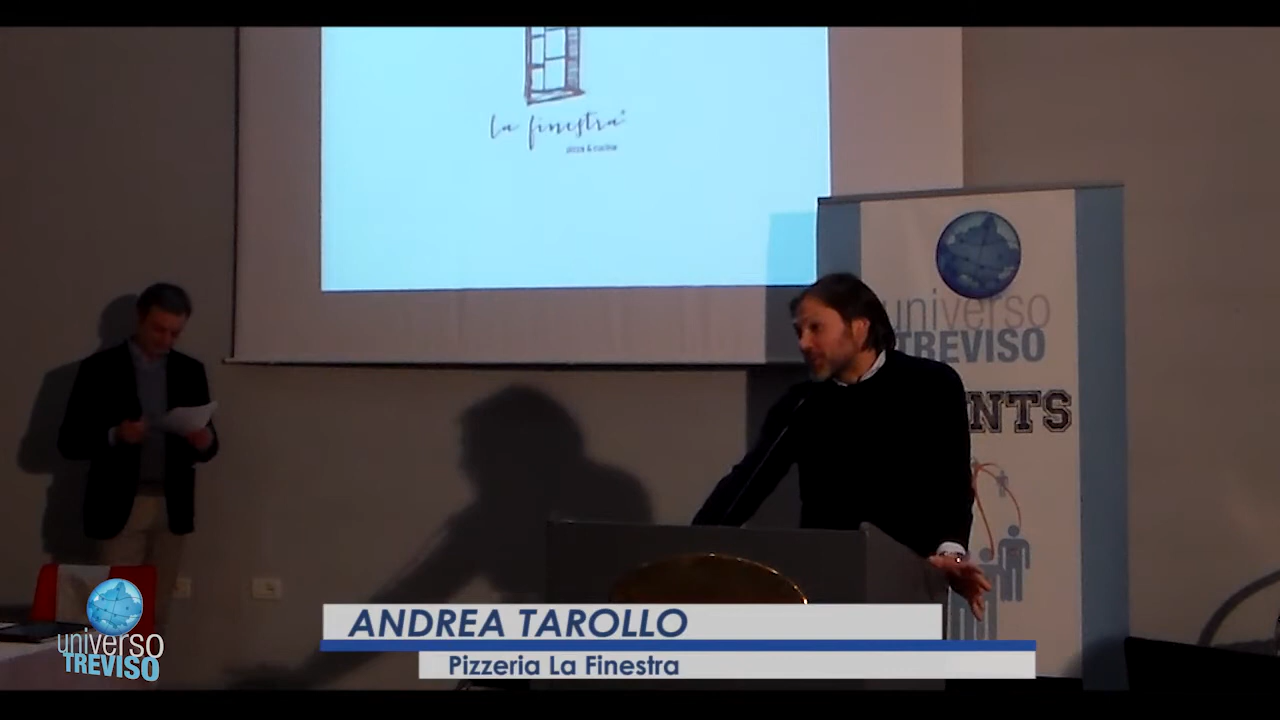 la finestra
pizza & cucina
universo
TREVISO
NTS
ANDREA TAROLLO
Pizzeria La Finestra
universo
TREVISO